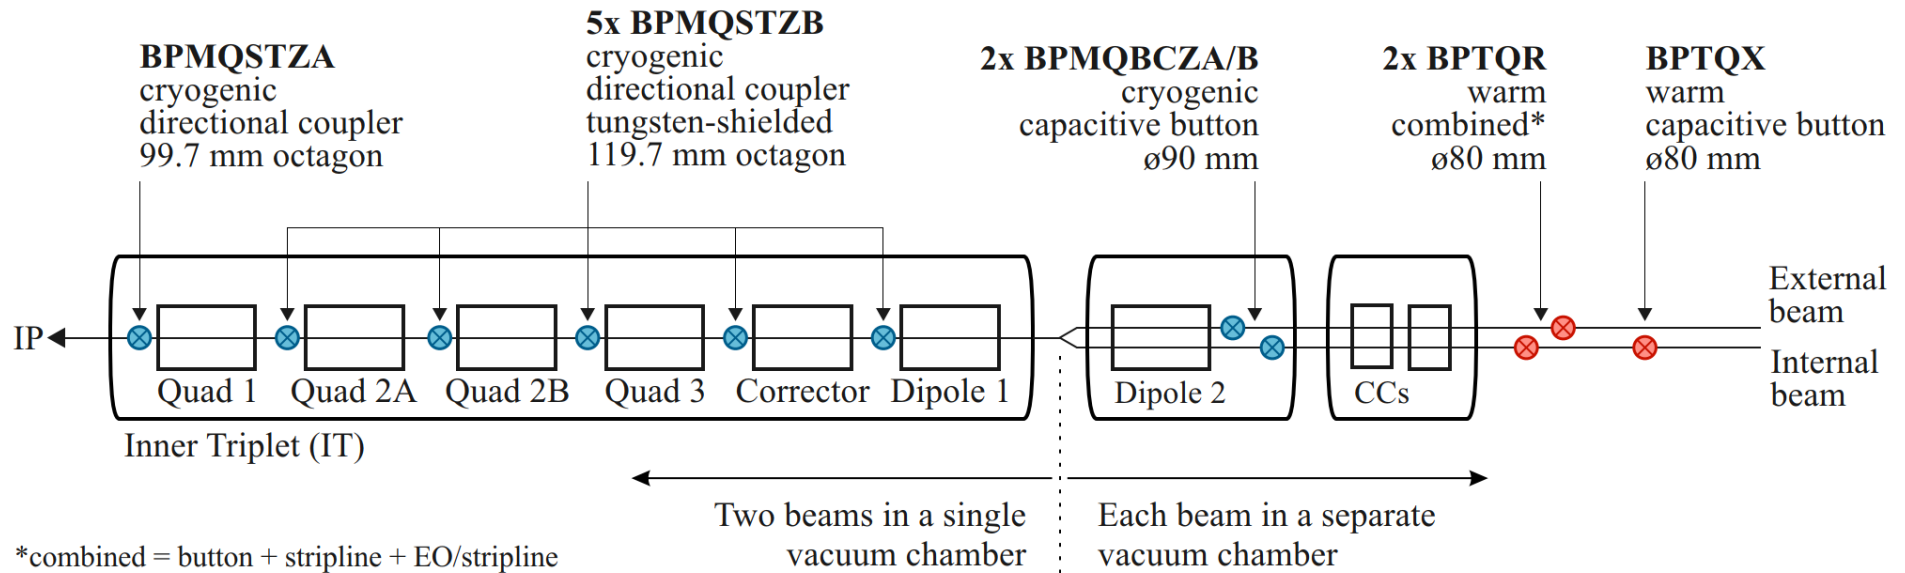 BPMQSTZA
cryogenic
directional coupler
99.7 mm octagon
5x BPMQSTZB
cryogenic
directional coupler
tungsten-shielded
119.7 mm octagon
2x BPMQBCZA/B
cryogenic
capacitive button
ø90 mm
2x BPTQR
warm
combined*
ø80 mm
BPTQX
warm
capacitive button
ø80 mm
IP
External
beam
Internal
beam
Quad 1
Quad 2A
Quad 2B
Quad 3
Corrector
Dipole 1
Dipole 2
CCs
Inner Triplet (IT)
Two beams in a single
vacuum chamber
Each beam in a separate
vacuum chamber
*combined = button + stripline + EO/stripline